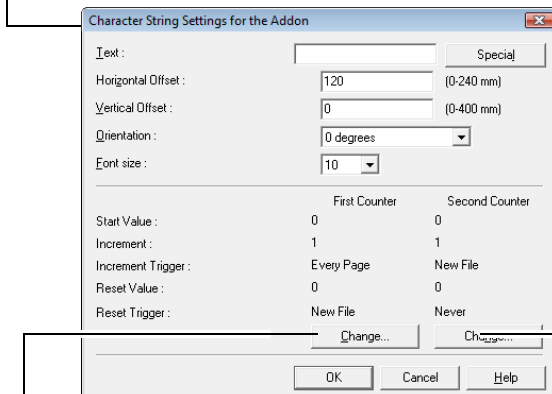 Character String Settings for the Addon
Text : Special
Horizontal Offset : 120 (0-240 mm)
Vertical Offset : 0 (0-400 mm)
Orientation : 0 degrees
Font size : 10
First Counter Second Counter
Start Value : 0 0
Increment : 1 1
Increment Trigger : Every Page New File
Reset Value : 0 0
Reset Trigger : New File Never
Change... Change...
OK Cancel Help